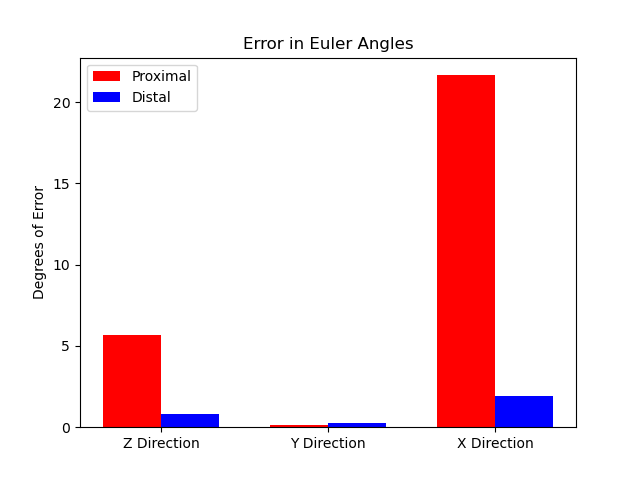 Error in Euler Angles
Proximal
Distal
Degrees of Error
20
15
10
5
0
Z Direction
Y Direction
X Direction